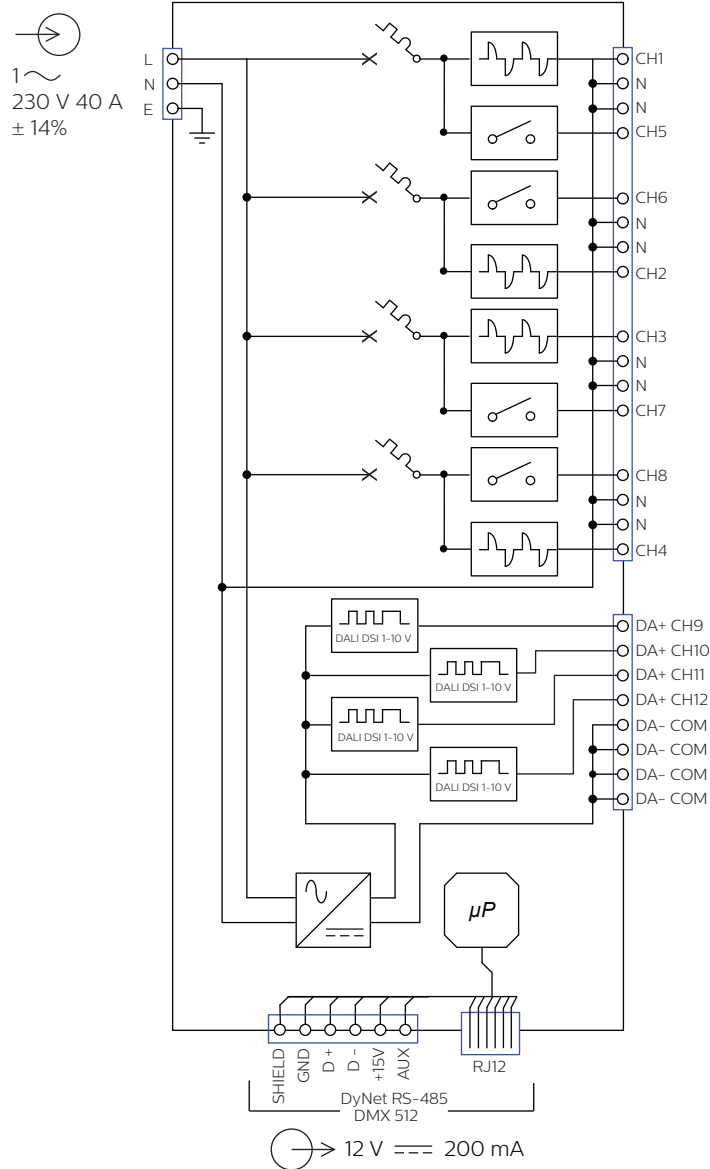 L
N
E
1
230 V 40 A
± 14%
CH1
N
N
CH5
CH6
N
N
CH2
CH3
N
N
CH7
CH8
N
N
CH4
DALI DSI 1-10 V
DALI DSI 1-10 V
DALI DSI 1-10 V
DALI DSI 1-10 V
DA+ CH9
DA+ CH10
DA+ CH11
DA+ CH12
DA- COM
DA- COM
DA- COM
DA- COM
µP
SHIELD
GND
D +
D -
+15V
AUX
RJ12
DyNet RS-485
DMX 512
12 V 200 mA